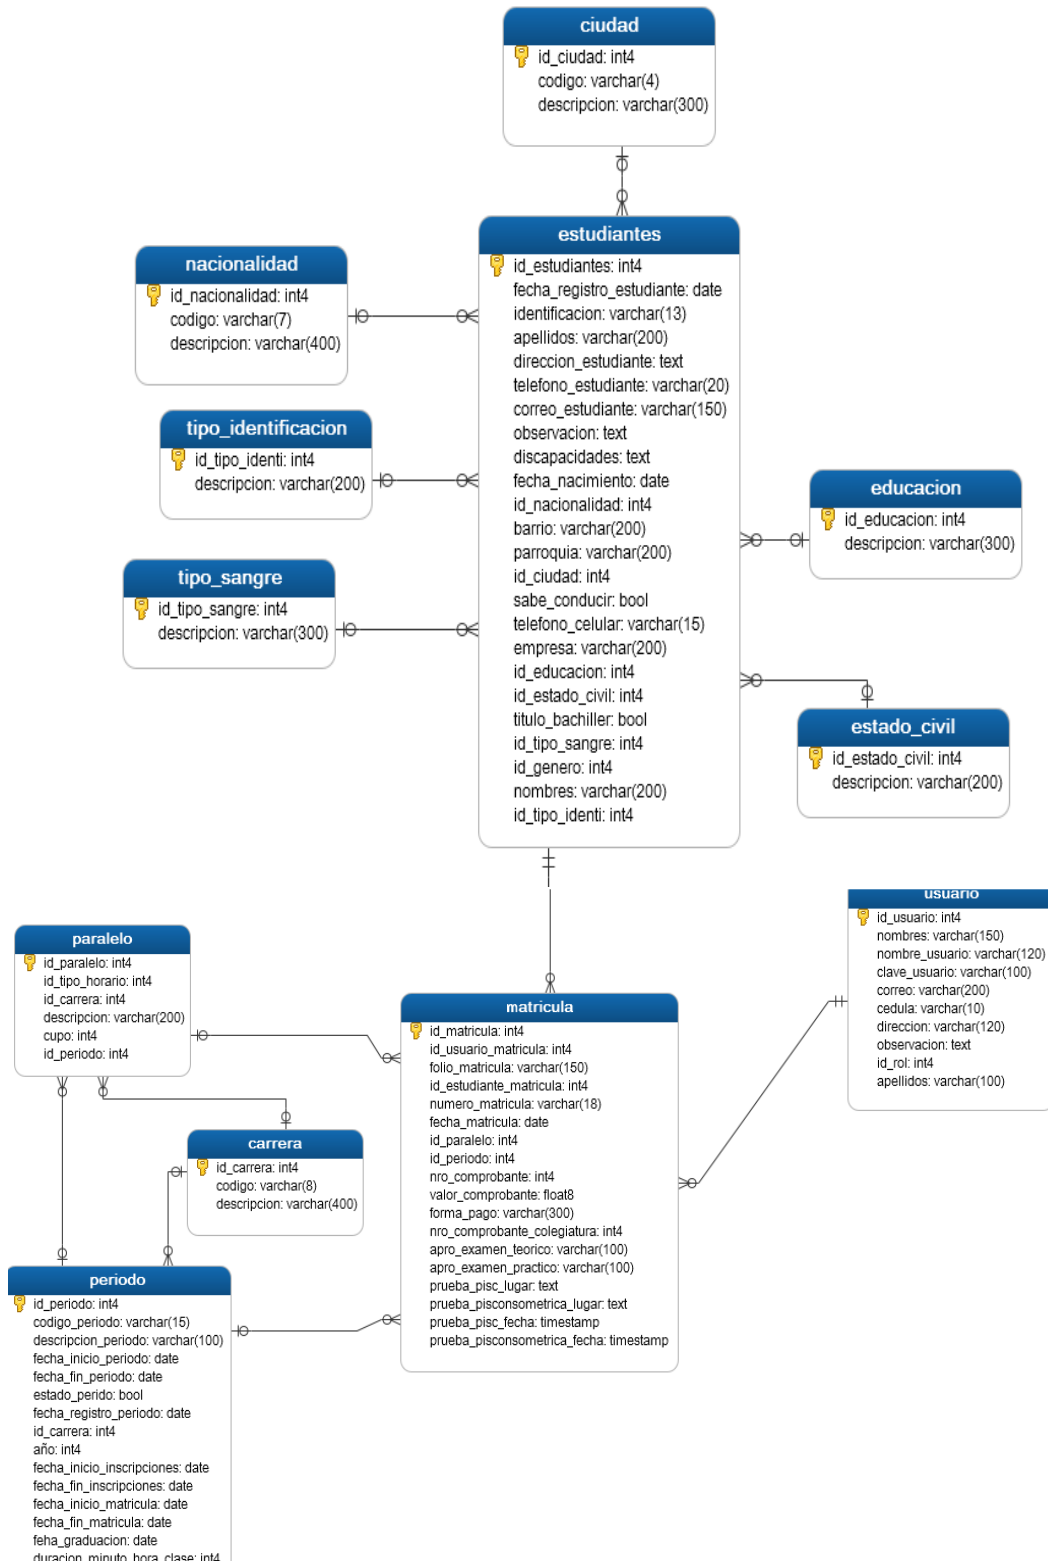 ciudad
id_ciudad: int4
codigo: varchar(4)
descripcion: varchar(300)
nacionalidad
id_nacionalidad: int4
codigo: varchar(7)
descripcion: varchar(400)
tipo_identificacion
id_tipo_identi: int4
descripcion: varchar(200)
tipo_sangre
id_tipo_sangre: int4
descripcion: varchar(300)
estudiantes
id_estudiantes: int4
fecha_registro_estudiante: date
identificacion: varchar(13)
apellidos: varchar(200)
direccion_estudiante: text
telefono_estudiante: varchar(20)
correo_estudiante: varchar(150)
observacion: text
discapacidades: text
fecha_nacimiento: date
id_nacionalidad: int4
barrio: varchar(200)
parroquia: varchar(200)
id_ciudad: int4
sabe_conducir: bool
telefono_celular: varchar(15)
empresa: varchar(200)
id_educacion: int4
id_estado_civil: int4
titulo_bachiller: bool
id_tipo_sangre: int4
id_genero: int4
nombres: varchar(200)
id_tipo_identi: int4
educacion
id_educacion: int4
descripcion: varchar(300)
estado_civil
id_estado_civil: int4
descripcion: varchar(200)
usuario
id_usuario: int4
nombres: varchar(150)
nombre_usuario: varchar(120)
clave_usuario: varchar(100)
correo: varchar(200)
cedula: varchar(10)
direccion: varchar(120)
observacion: text
id_rol: int4
apellidos: varchar(100)
paralelo
id_paralelo: int4
id_tipo_horario: int4
id_carrera: int4
descripcion: varchar(200)
cupo: int4
id_periodo: int4
matricula
id_matricula: int4
id_usuario_matricula: int4
folio_matricula: varchar(150)
id_estudiante_matricula: int4
numero_matricula: varchar(18)
fecha_matricula: date
id_paralelo: int4
id_periodo: int4
nro_comprobante: int4
valor_comprobante: float8
forma_pago: varchar(300)
nro_comprobante_colegiatura: int4
apro_examen_teorico: varchar(100)
apro_examen_practico: varchar(100)
prueba_pisc_lugar: text
prueba_pisconsometrica_lugar: text
prueba_pisc_fecha: timestamp
prueba_pisconsometrica_fecha: timestamp
carrera
id_carrera: int4
codigo: varchar(8)
descripcion: varchar(400)
periodo
id_periodo: int4
codigo_periodo: varchar(15)
descripcion_periodo: varchar(100)
fecha_inicio_periodo: date
fecha_fin_periodo: date
estado_perido: bool
fecha_registro_periodo: date
id_carrera: int4
año: int4
fecha_inicio_inscripciones: date
fecha_fin_inscripciones: date
fecha_inicio_matricula: date
fecha_fin_matricula: date
feha_graduacion: date
duracion_minuto_hora_clase: int4